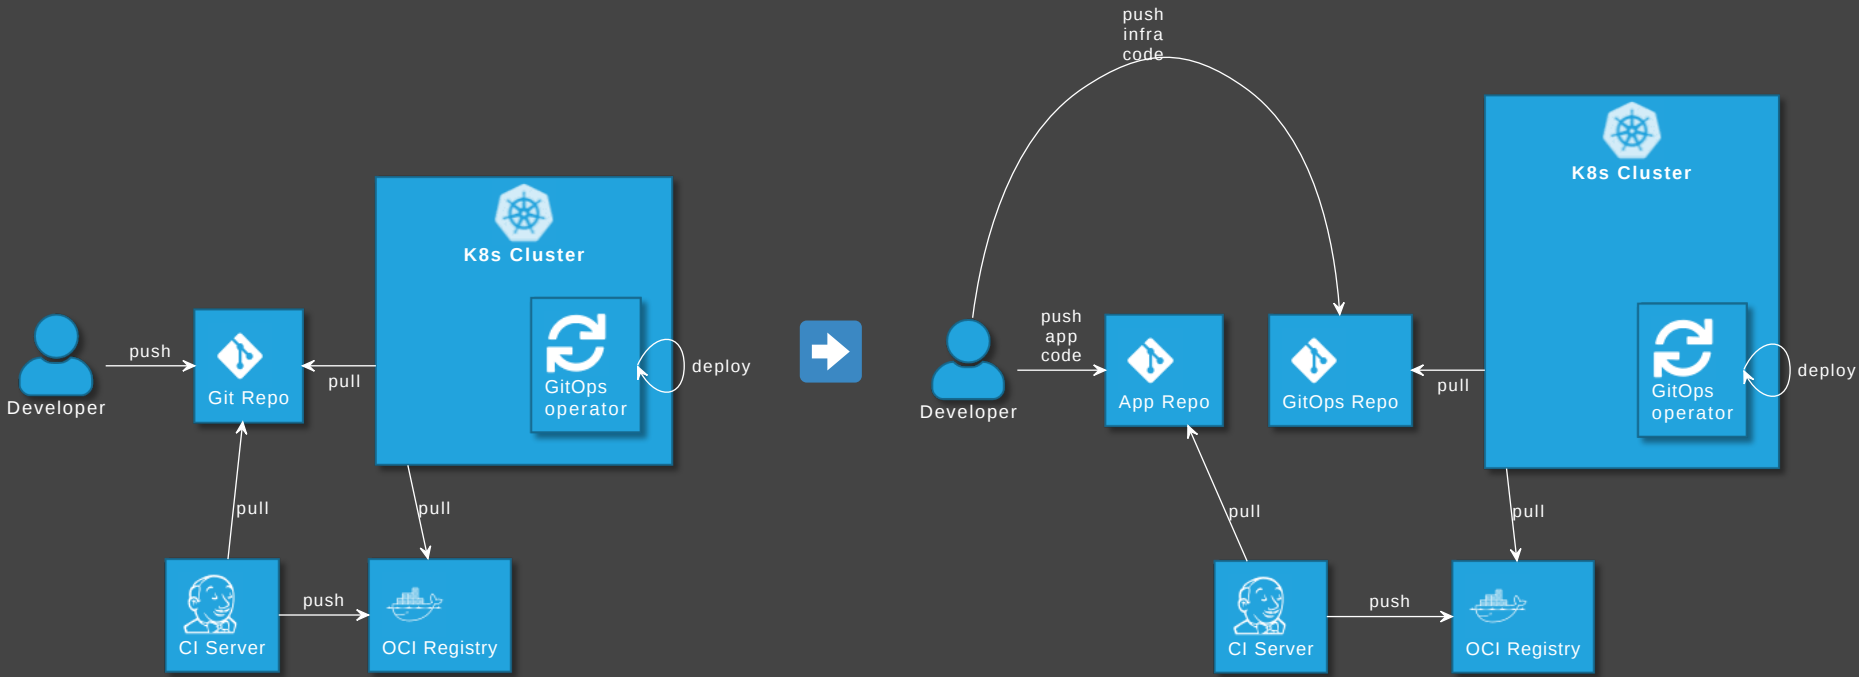 K8s Cluster
GitOps
operator
deploy
push
pull
Git Repo
Developer
pull
pull
CI Server
push
OCI Registry
push
infra
code
K8s Cluster
push
app
code
Developer
App Repo
GitOps Repo
pull
GitOps
operator
deploy
pull
pull
CI Server
push
OCI Registry